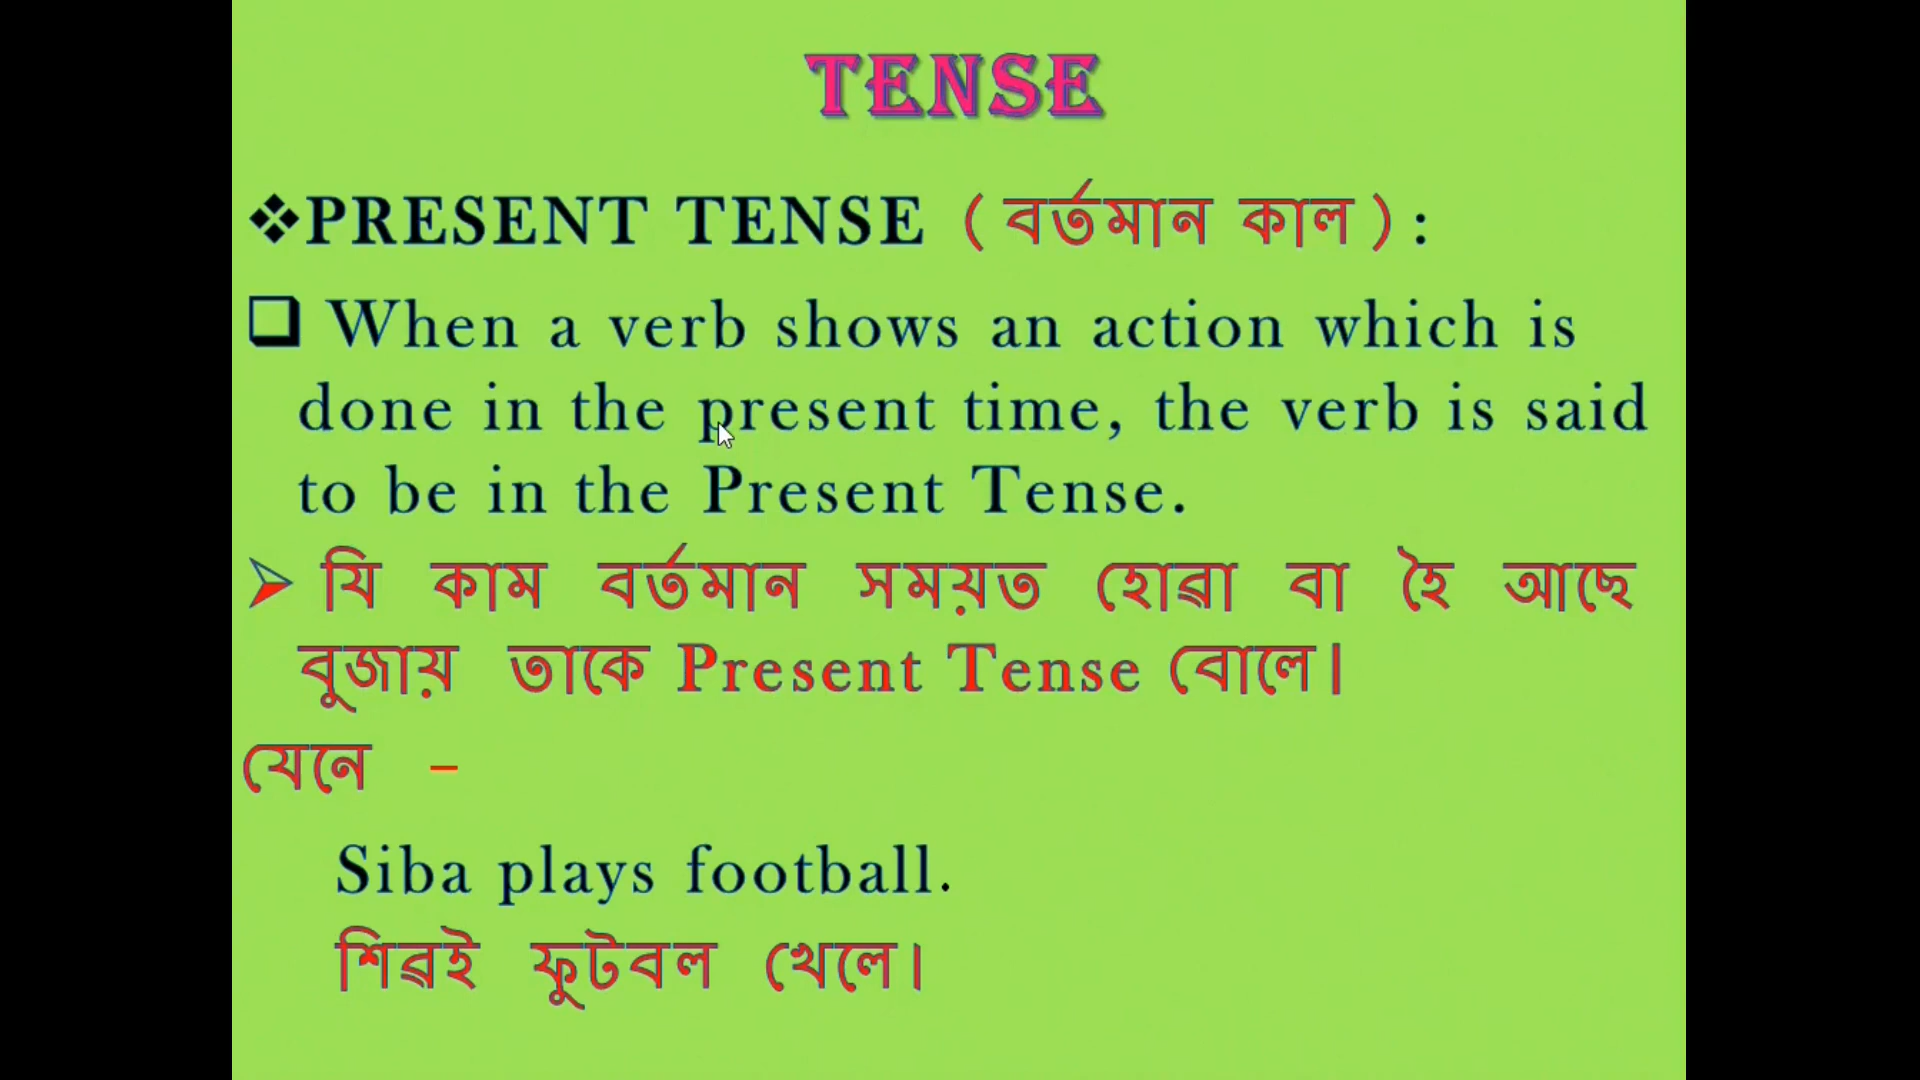 TENSE
❖PRESENT TENSE (বৰ্তমান কাল):
❑ When a verb shows an action which is
done in the present time, the verb is said
to be in the Present Tense.
➢ যি কাম বৰ্তমান সময়ত হোৱা বা হৈ আছে
বুজায় তাকে Present Tense বোলে।
যেনে –
Siba plays football.
শিৱই ফুটবল খেলে।